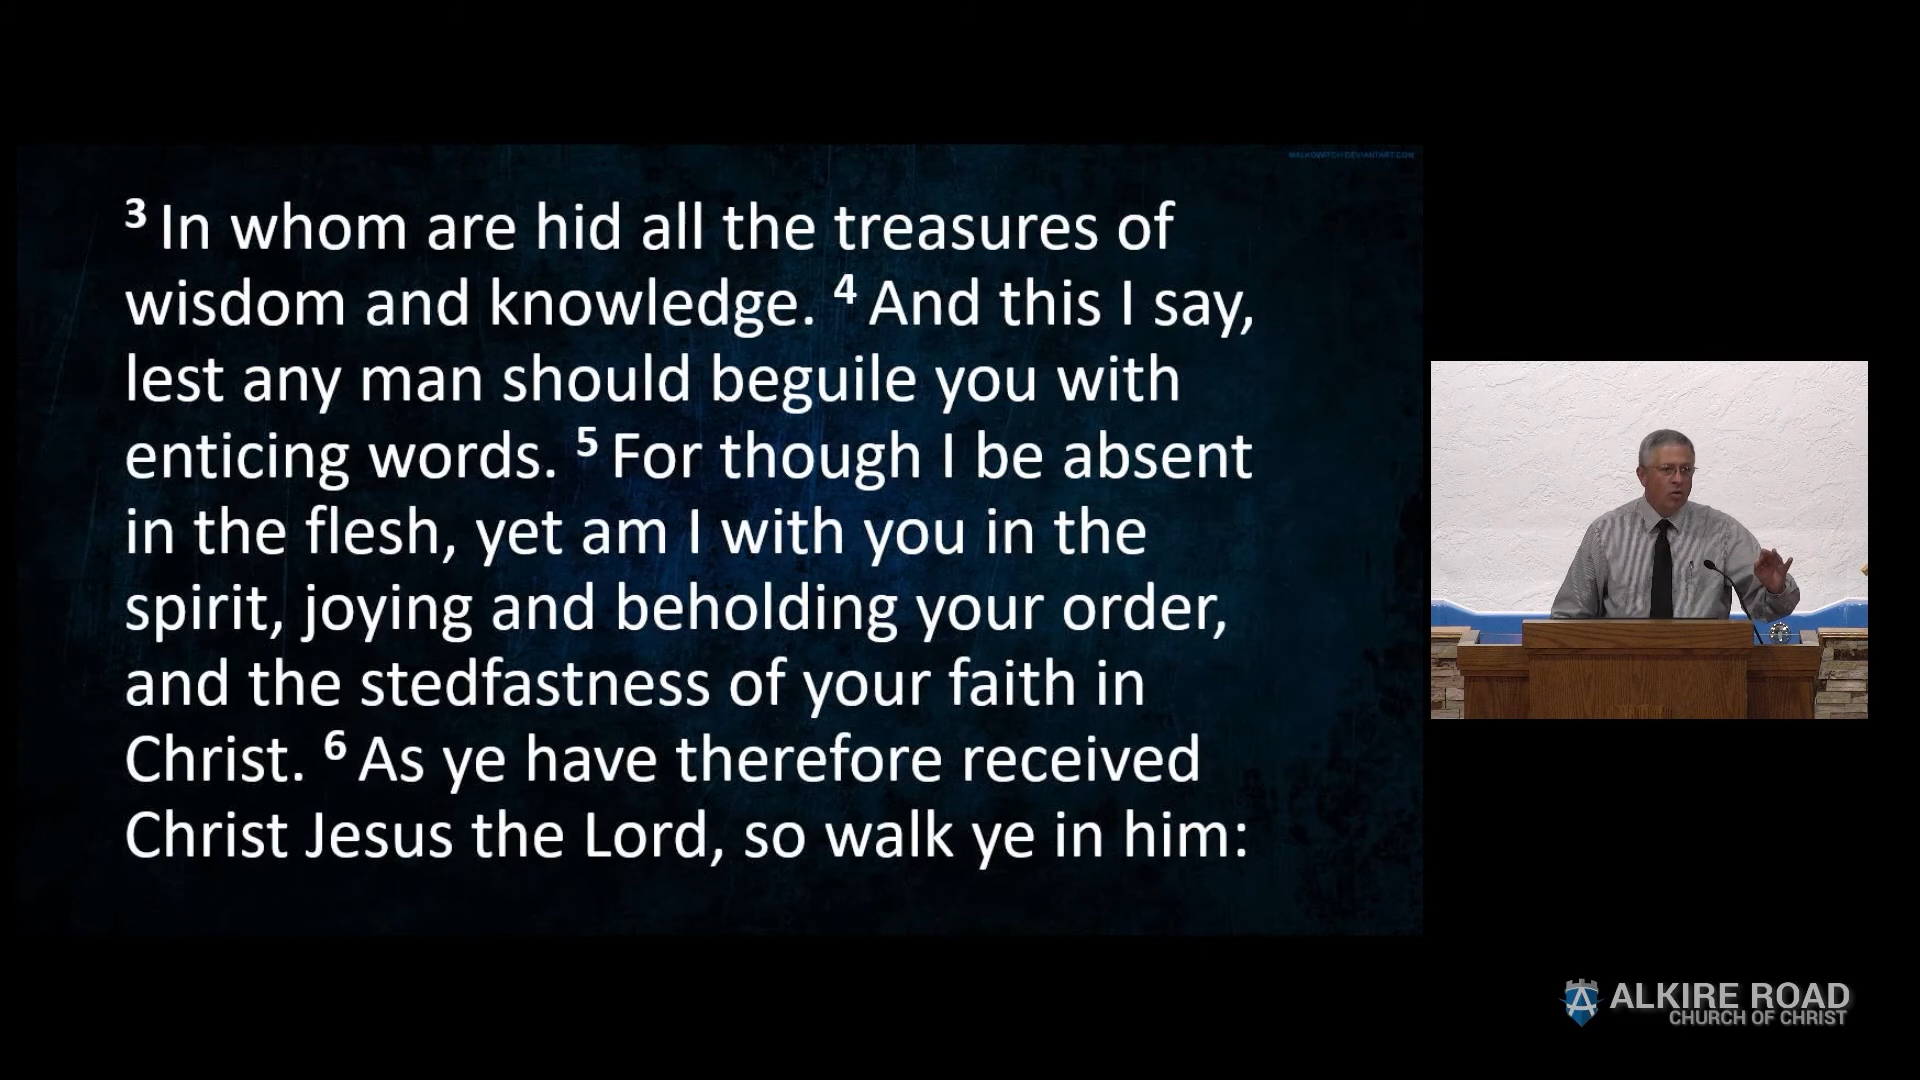 WALKOWITCH.DEVIANTART.COM
³ In whom are hid all the treasures of
wisdom and knowledge. ⁴ And this I say,
lest any man should beguile you with
enticing words. ⁵ For though I be absent
in the flesh, yet am I with you in the
spirit, joying and beholding your order,
and the stedfastness of your faith in
Christ. ⁶ As ye have therefore received
Christ Jesus the Lord, so walk ye in him:
ALKIRE ROAD
CHURCH OF CHRIST